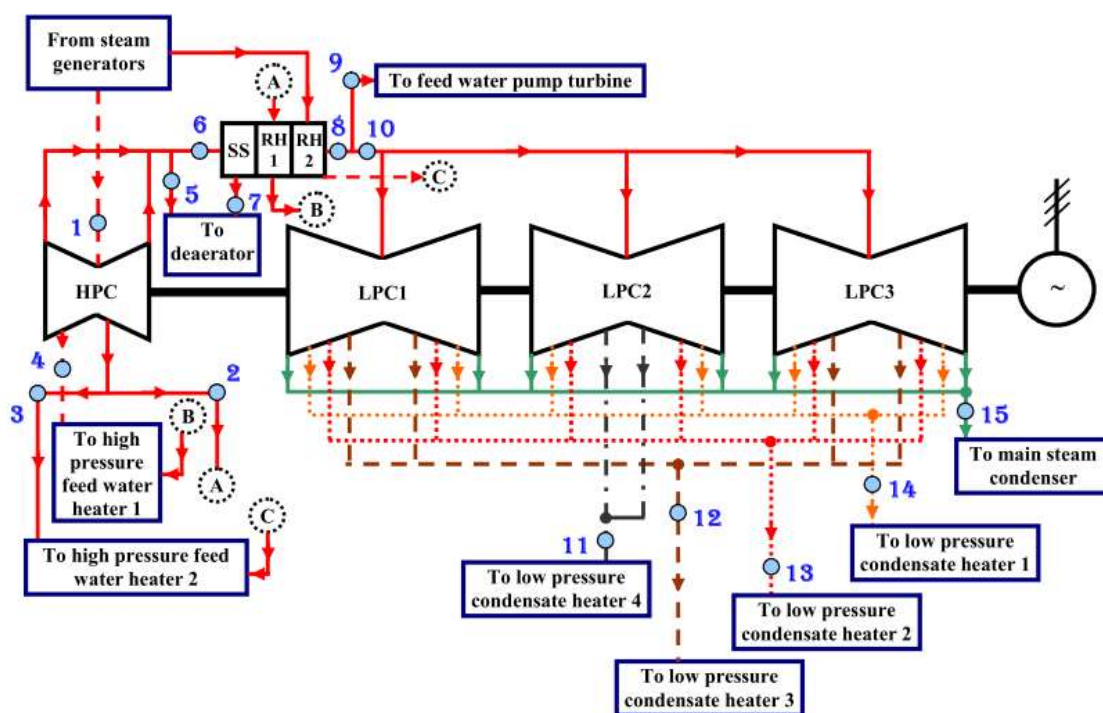 From steam
generators
A
9
To feed water pump turbine
6
SS
RH
1
RH
2
8
10
C
5
7
B
1
To
deaerator
HPC
LPC1
LPC2
LPC3
~
4
2
3
B
15
To high
pressure
feed water
heater 1
A
To main steam
condenser
C
14
12
11
To high pressure feed
water heater 2
To low pressure
condensate heater 1
13
To low pressure
condensate heater 4
To low pressure
condensate heater 2
To low pressure
condensate heater 3